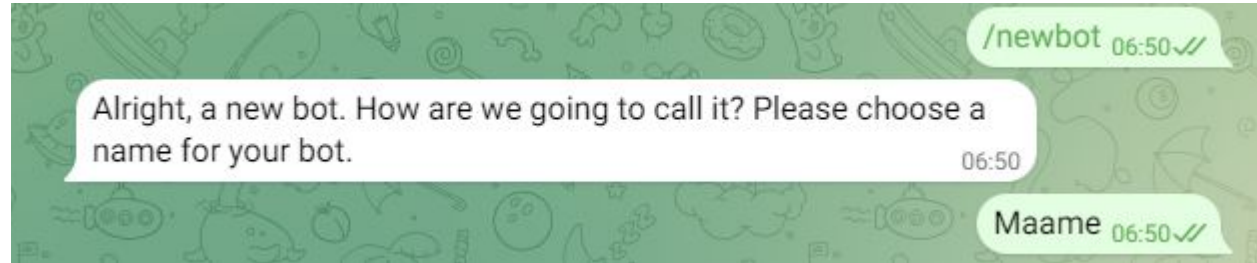 /newbot 06:50
Alright, a new bot. How are we going to call it? Please choose a
name for your bot.
06:50
Maame 06:50